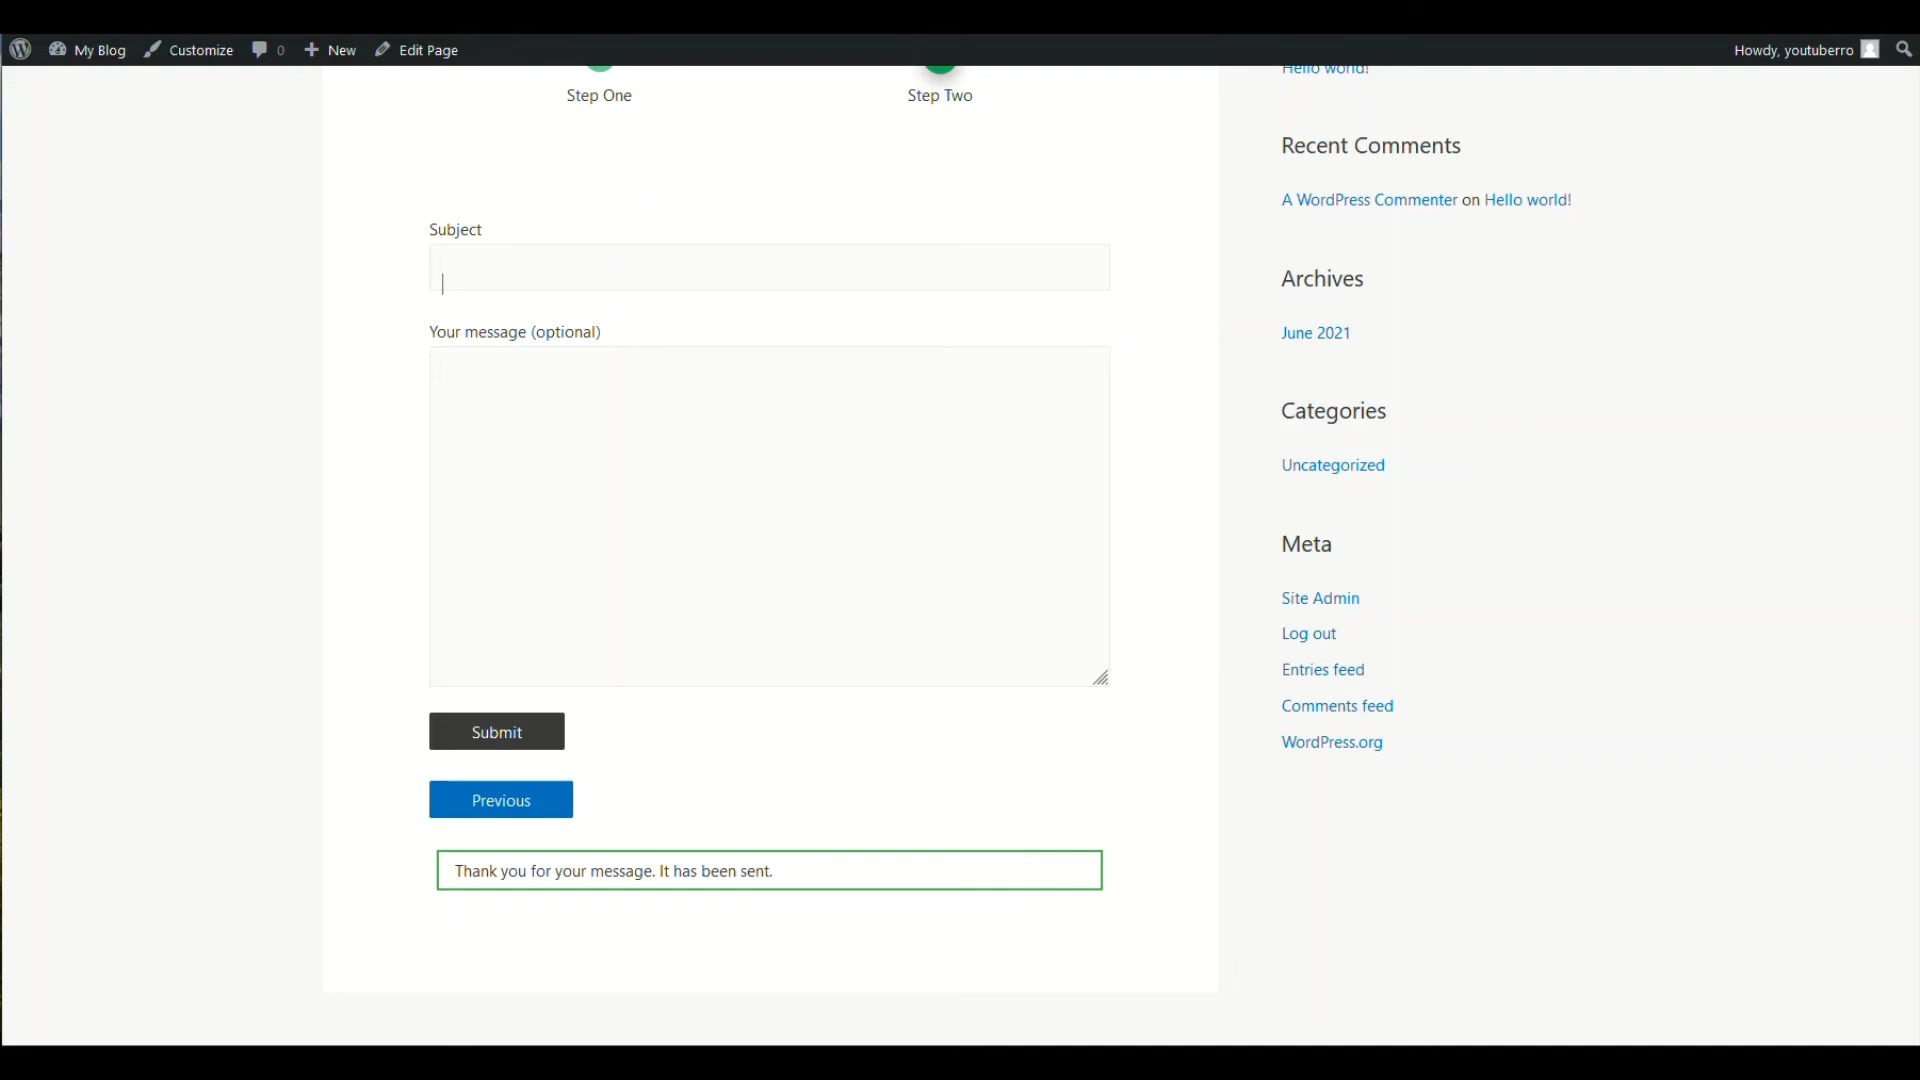 My Blog Customize 0 New Edit Page Howdy, youtuberro
Step One Step Two
Subject
Your message (optional)
Submit
Previous
Thank you for your message. It has been sent.
Hello world!
Recent Comments
A WordPress Commenter on Hello world!
Archives
June 2021
Categories
Uncategorized
Meta
Site Admin
Log out
Entries feed
Comments feed
WordPress.org